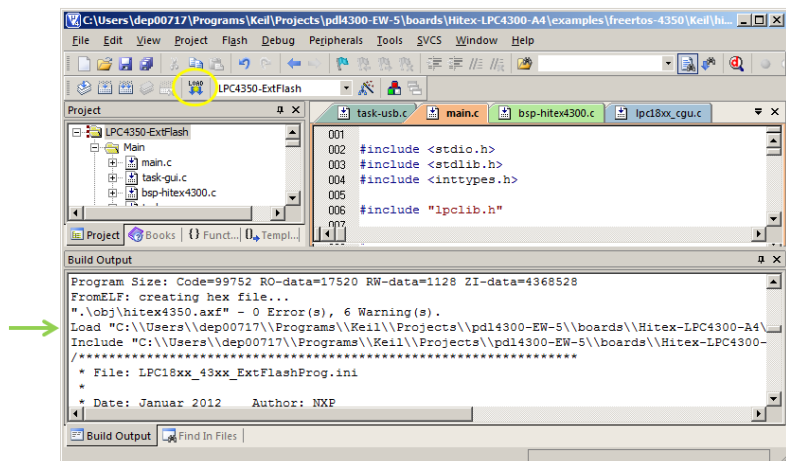 C:\Users\dep00717\Programs\Keil\Projects\pdl4300-EW-5\boards\Hitex-LPC4300-A4\examples\freertos-4350\Keil\hi...
File Edit View Project Flash Debug Peripherals Tools SVCS Window Help
LOAD LPC4350-ExtFlash
Project
task-usb.c main.c bsp-hitex4300.c lpc18xx_cgu.c
LPC4350-ExtFlash
Main
main.c
task-gui.c
bsp-hitex4300.c
001
002 #include <stdio.h>
003 #include <stdlib.h>
004 #include <inttypes.h>
005
006 #include "lpclib.h"
007
Project Books {} Funct... 0 Templ...
Build Output
Program Size: Code=99752 RO-data=17520 RW-data=1128 ZI-data=4368528
FromELF: creating hex file...
".\obj\hitex4350.axf" - 0 Error(s), 6 Warning(s).
Load "C:\\Users\\dep00717\\Programs\\Keil\\Projects\\pdl4300-EW-5\\boards\\Hitex-LPC4300-A4\
Include "C:\\Users\\dep00717\\Programs\\Keil\\Projects\\pdl4300-EW-5\\boards\\Hitex-LPC4300-
/*****************************************************************
* File: LPC18xx_43xx_ExtFlashProg.ini
*
* Date: Januar 2012 Author: NXP
Build Output Find In Files